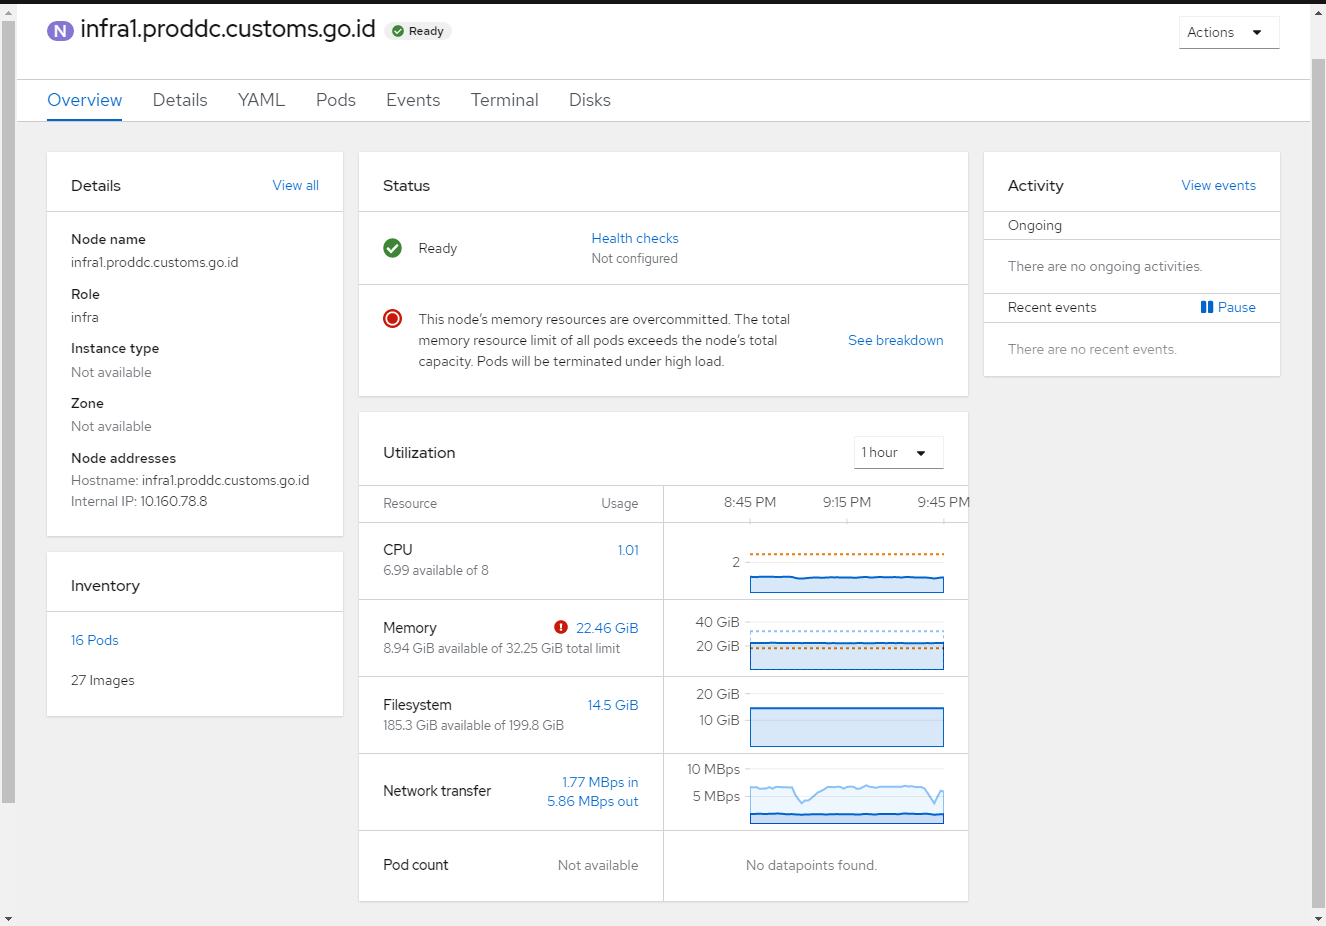 N infra1.proddc.customs.go.id Ready
Actions
Overview Details YAML Pods Events Terminal Disks
Details View all
Node name
infra1.proddc.customs.go.id
Role
infra
Instance type
Not available
Zone
Not available
Node addresses
Hostname: infra1.proddc.customs.go.id
Internal IP: 10.160.78.8
Inventory
16 Pods
27 Images
Status
Ready
Health checks
Not configured
This node's memory resources are overcommitted. The total
memory resource limit of all pods exceeds the node's total
capacity. Pods will be terminated under high load.
See breakdown
Utilization 1 hour
Resource Usage 8:45 PM 9:15 PM 9:45 PM
CPU 1.01
6.99 available of 8
2
Memory 22.46 GiB
8.94 GiB available of 32.25 GiB total limit
40 GiB
20 GiB
Filesystem 14.5 GiB
185.3 GiB available of 199.8 GiB
20 GiB
10 GiB
Network transfer 1.77 MBps in
5.86 MBps out
10 MBps
5 MBps
Pod count Not available No datapoints found.
Activity View events
Ongoing
There are no ongoing activities.
Recent events Pause
There are no recent events.